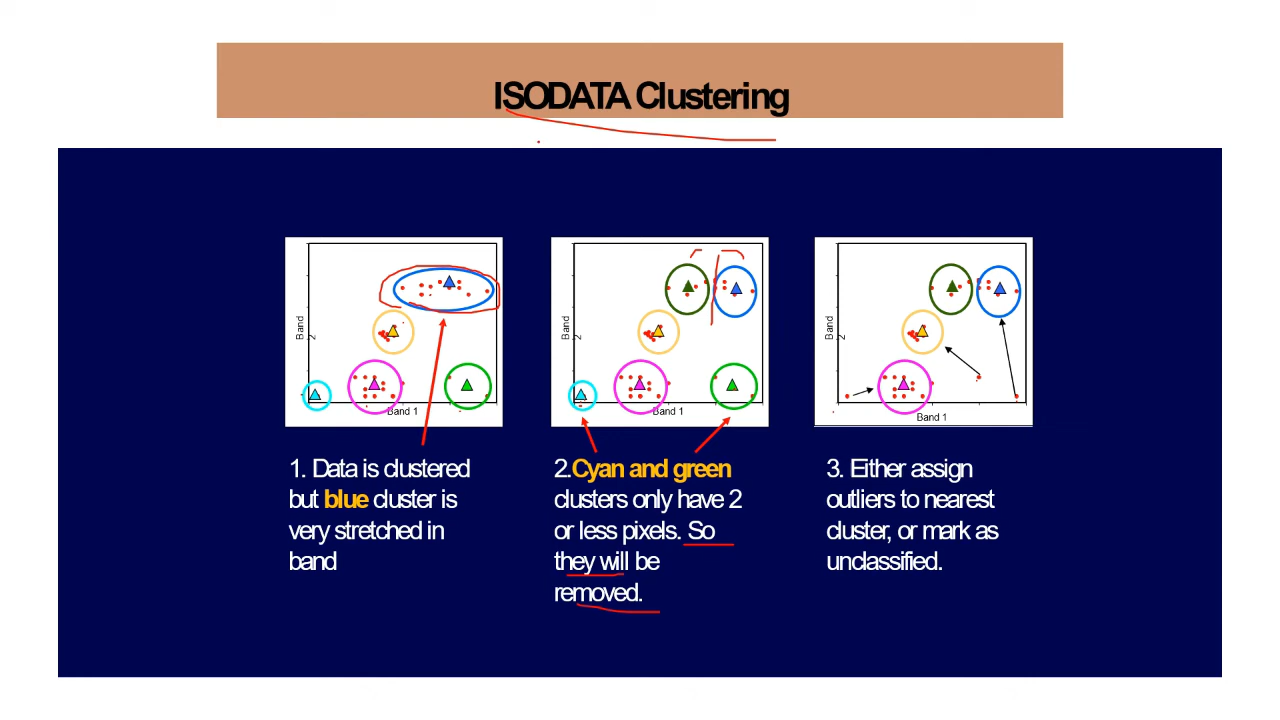 ISODATA Clustering
Band
2
Band 1
Band
2
Band 1
Band
2
Band 1
1. Data is clustered
but blue cluster is
very stretched in
band
2.Cyan and green
clusters only have 2
or less pixels. So
they will be
removed.
3. Either assign
outliers to nearest
cluster, or mark as
unclassified.